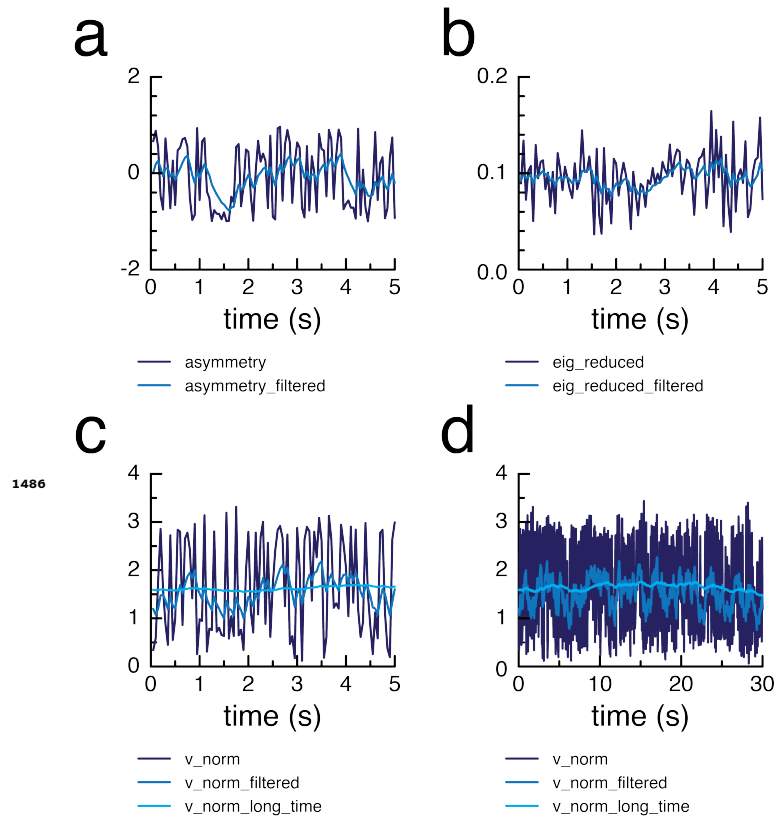 a
b
2
0
-2
0 1 2 3 4 5
time (s)
asymmetry
asymmetry_filtered
0.2
0.1
0.0
0 1 2 3 4 5
time (s)
eig_reduced
eig_reduced_filtered
c
d
1486
4
3
2
1
0
0 1 2 3 4 5
time (s)
v_norm
v_norm_filtered
v_norm_long_time
4
3
2
1
0
0 10 20 30
time (s)
v_norm
v_norm_filtered
v_norm_long_time